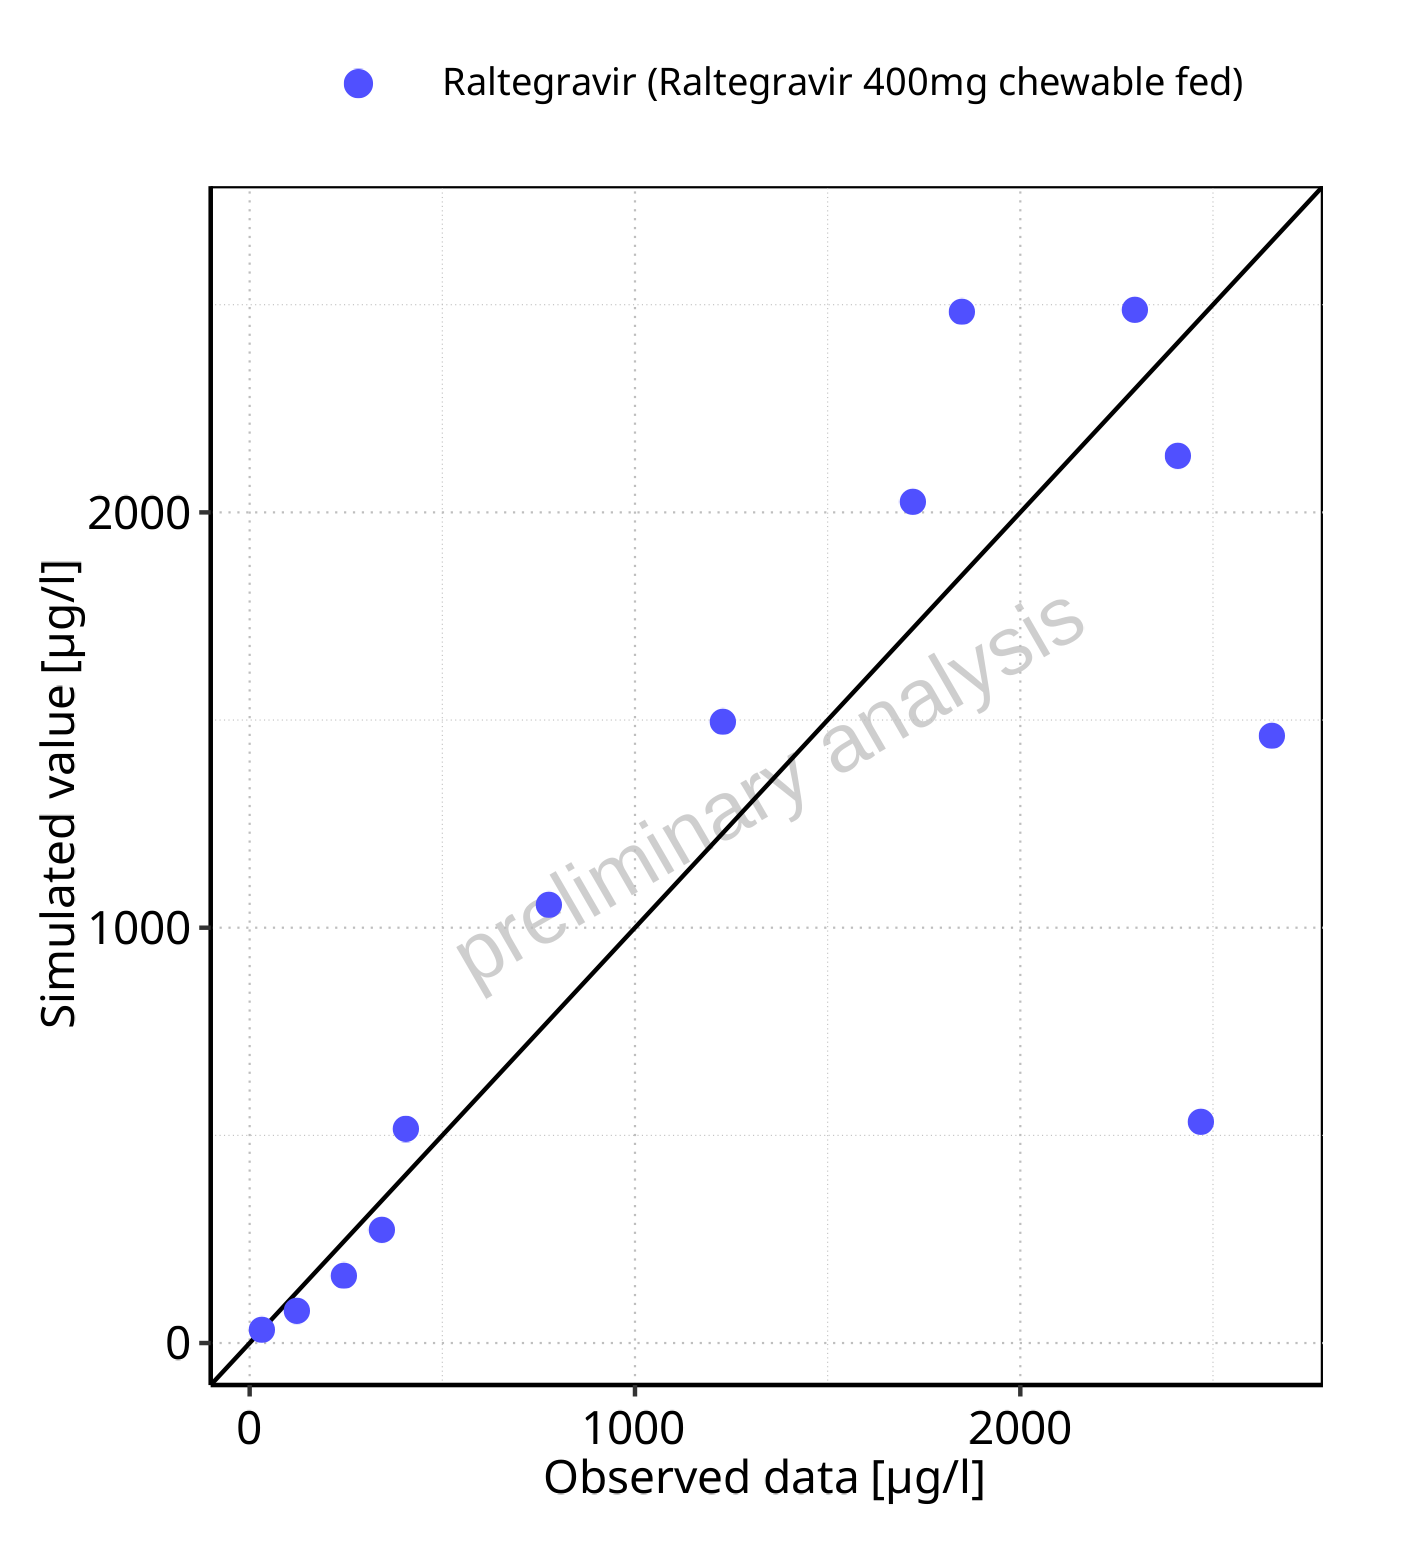 Raltegravir (Raltegravir 400mg chewable fed)
Simulated value [µg/l]
2000
1000
0
preliminary analysis
0 1000 2000
Observed data [µg/l]